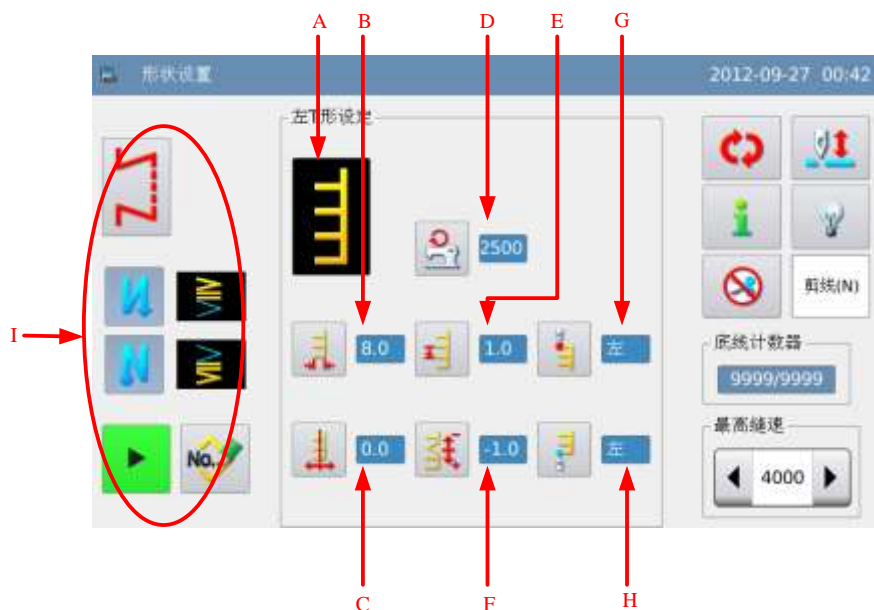 A B D E G
形状设置 2012-09-27 00:42
左T形设定
2500
剪线(N)
I
8.0 1.0 左
底线计数器
9999/9999
最高缝速
No.
0.0 -1.0 左
4000
C F H